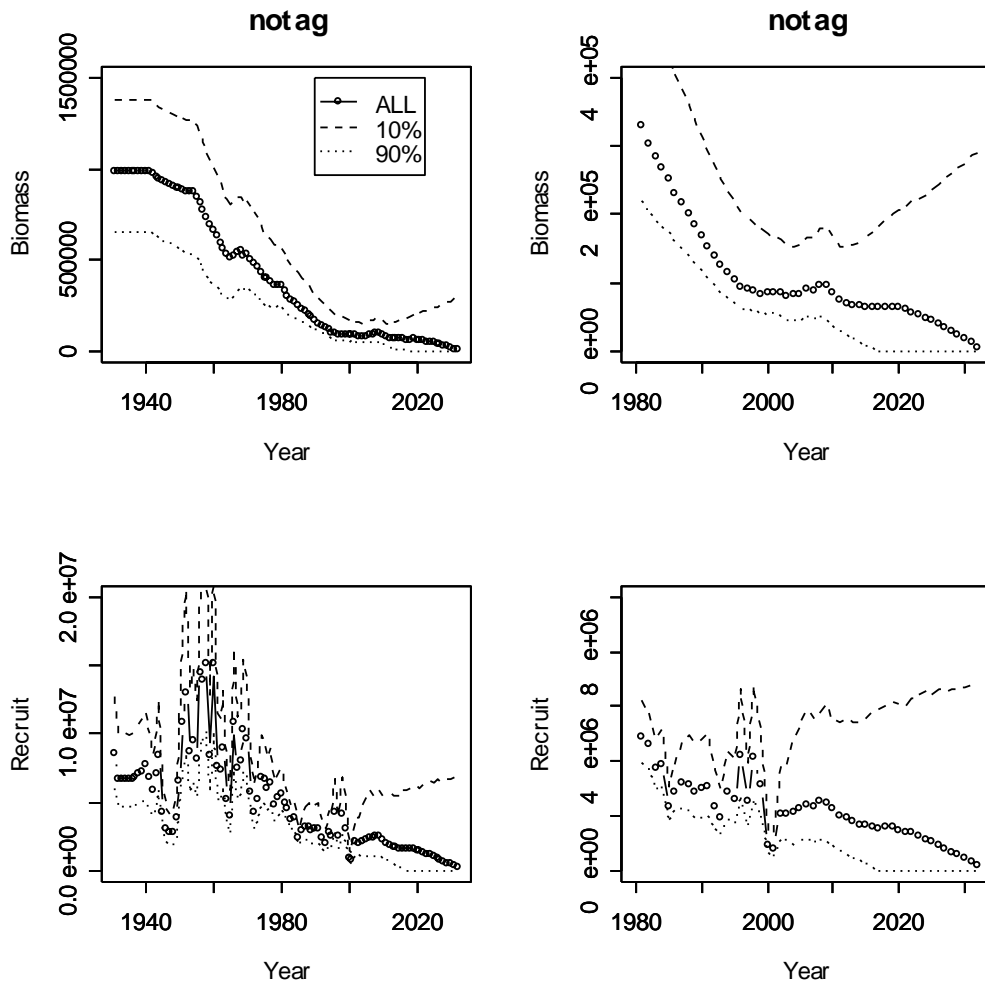 notag
Biomass
1500000
500000
0
ALL
10%
90%
1940 1980 2020
Year
notag
Biomass
4 e+05
2 e+05
0 e+00
1980 2000 2020
Year
Recruit
2.0 e+07
1.0 e+07
0.0 e+00
1940 1980 2020
Year
Recruit
8 e+06
4 e+06
0 e+00
1980 2000 2020
Year